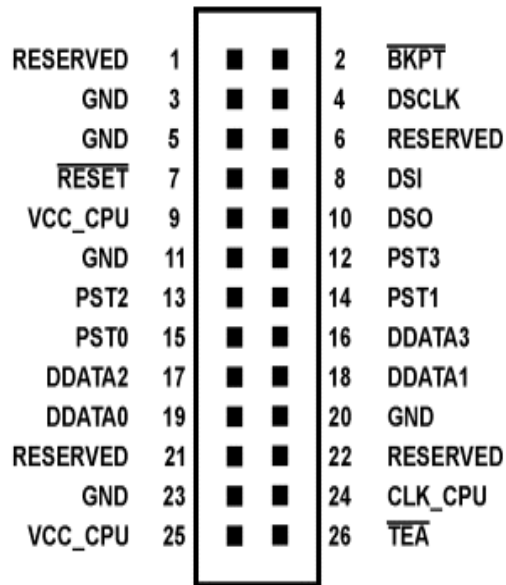 RESERVED 1 2 BKPT
GND 3 4 DSCLK
GND 5 6 RESERVED
RESET 7 8 DSI
VCC_CPU 9 10 DSO
GND 11 12 PST3
PST2 13 14 PST1
PST0 15 16 DDATA3
DDATA2 17 18 DDATA1
DDATA0 19 20 GND
RESERVED 21 22 RESERVED
GND 23 24 CLK_CPU
VCC_CPU 25 26 TEA